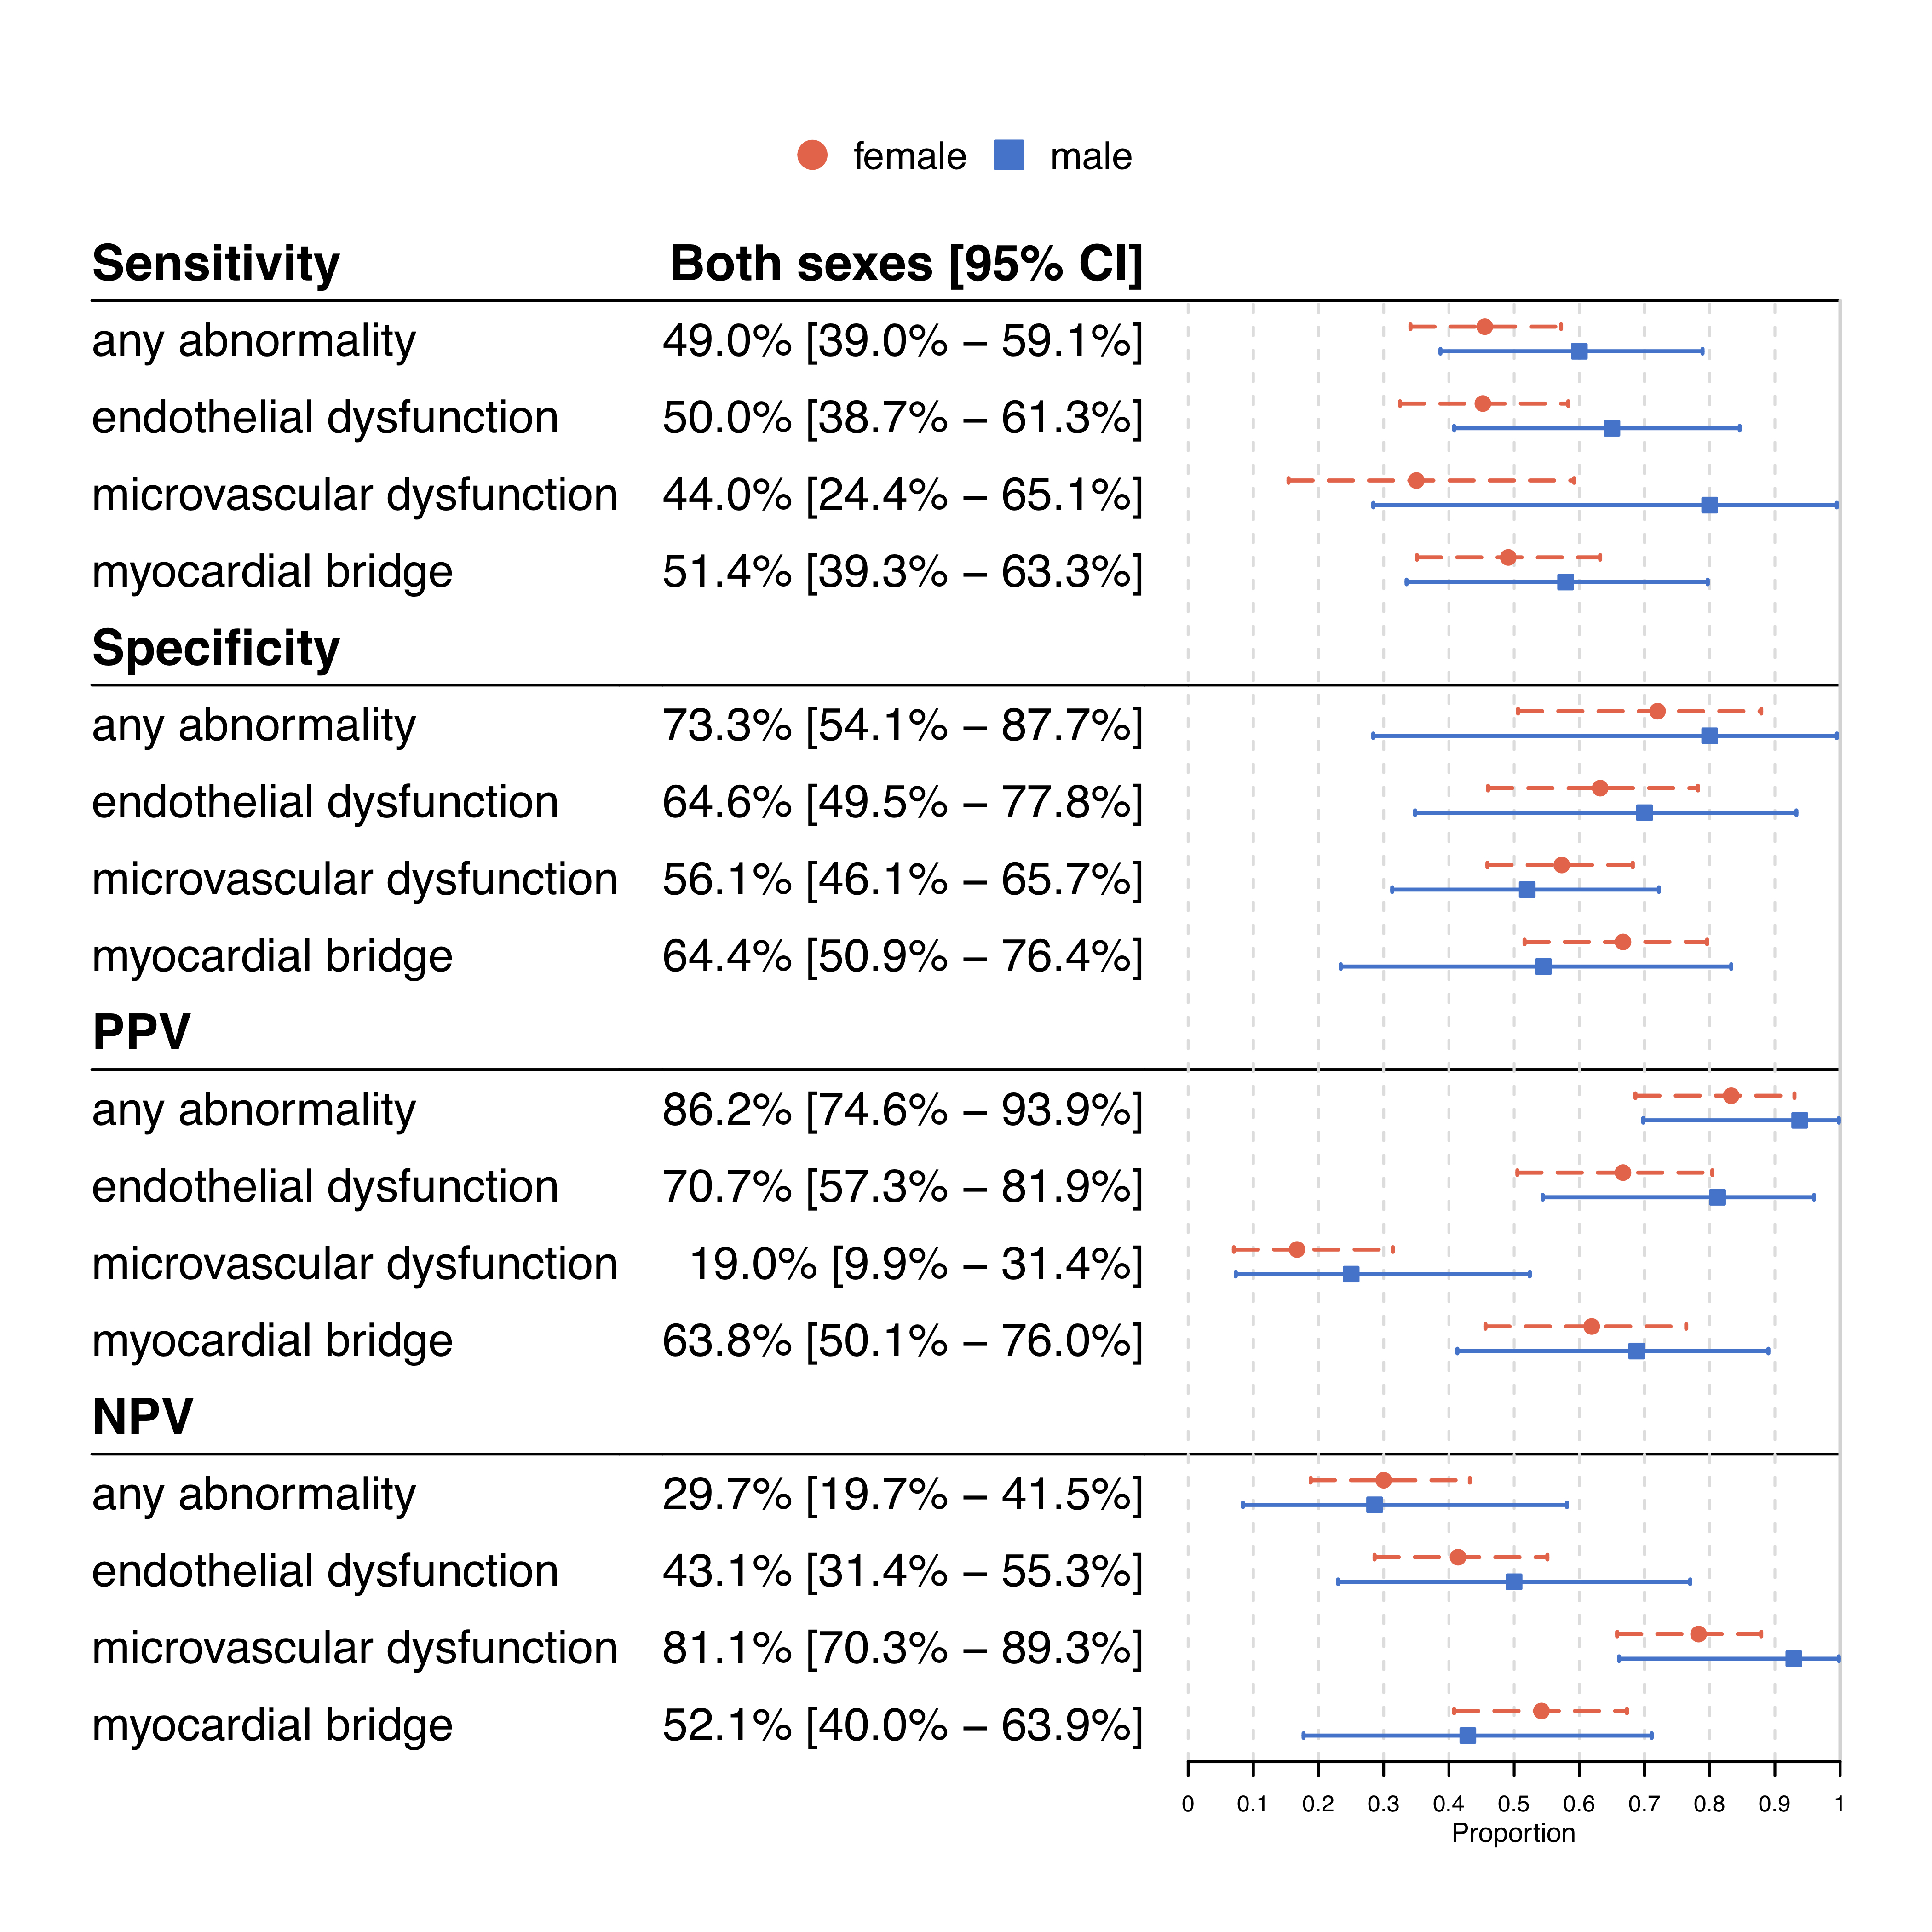 female male
Sensitivity Both sexes [95% CI]
any abnormality 49.0% [39.0% – 59.1%]
endothelial dysfunction 50.0% [38.7% – 61.3%]
microvascular dysfunction 44.0% [24.4% – 65.1%]
myocardial bridge 51.4% [39.3% – 63.3%]
Specificity
any abnormality 73.3% [54.1% – 87.7%]
endothelial dysfunction 64.6% [49.5% – 77.8%]
microvascular dysfunction 56.1% [46.1% – 65.7%]
myocardial bridge 64.4% [50.9% – 76.4%]
PPV
any abnormality 86.2% [74.6% – 93.9%]
endothelial dysfunction 70.7% [57.3% – 81.9%]
microvascular dysfunction 19.0% [9.9% – 31.4%]
myocardial bridge 63.8% [50.1% – 76.0%]
NPV
any abnormality 29.7% [19.7% – 41.5%]
endothelial dysfunction 43.1% [31.4% – 55.3%]
microvascular dysfunction 81.1% [70.3% – 89.3%]
myocardial bridge 52.1% [40.0% – 63.9%]
0 0.1 0.2 0.3 0.4 0.5 0.6 0.7 0.8 0.9 1
Proportion